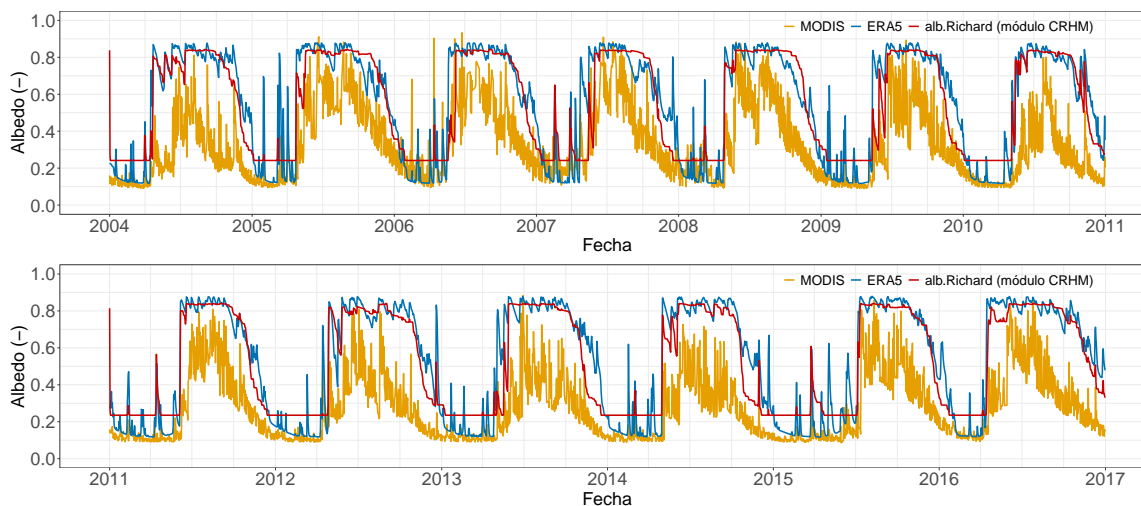 MODIS ERA5 alb.Richard (módulo CRHM)
1.0
0.8
0.6
0.4
0.2
0.0
Albedo (−)
2004 2005 2006 2007 2008 2009 2010 2011
Fecha
MODIS ERA5 alb.Richard (módulo CRHM)
1.0
0.8
0.6
0.4
0.2
0.0
Albedo (−)
2011 2012 2013 2014 2015 2016 2017
Fecha